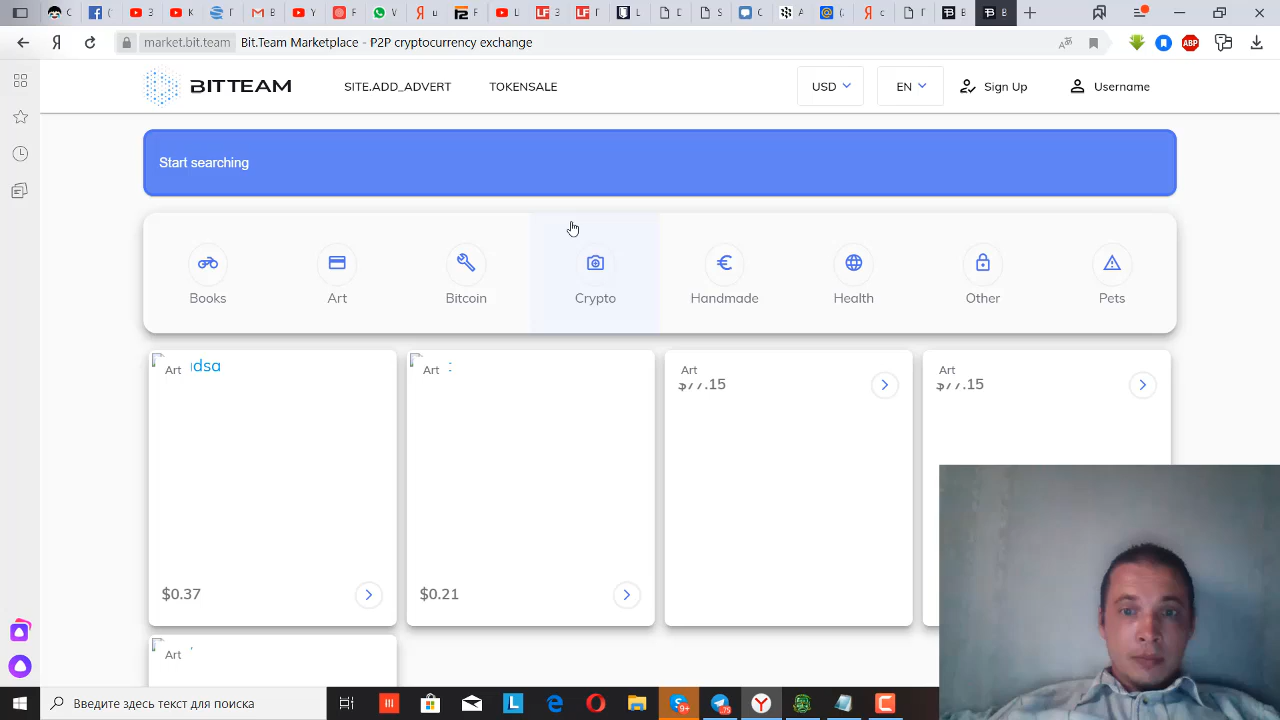 market.bit.team Bit.Team Marketplace - P2P cryptocurrency exchange
ABP
BITTEAM SITE.ADD_ADVERT TOKENSALE USD EN Sign Up Username
Start searching
Books Art Bitcoin Crypto Handmade Health Other Pets
Art
Art
Art
Art
$0.37
$0.21
Art
Введите здесь текст для поиска